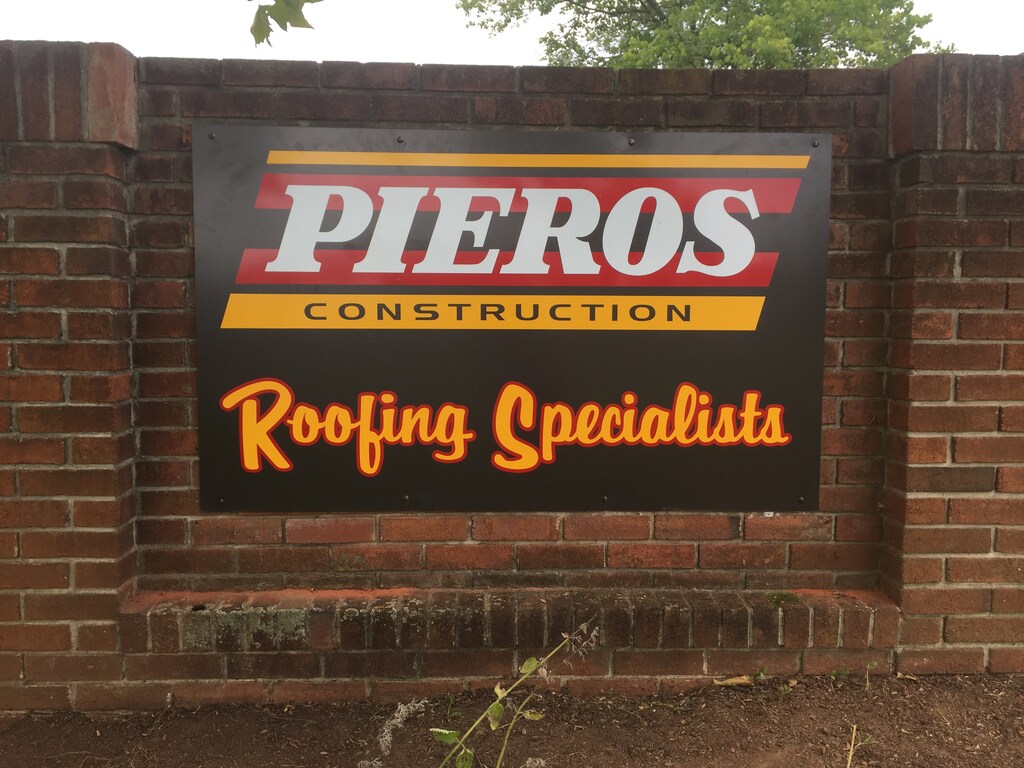 PIEROS
CONSTRUCTION
Roofing Specialists